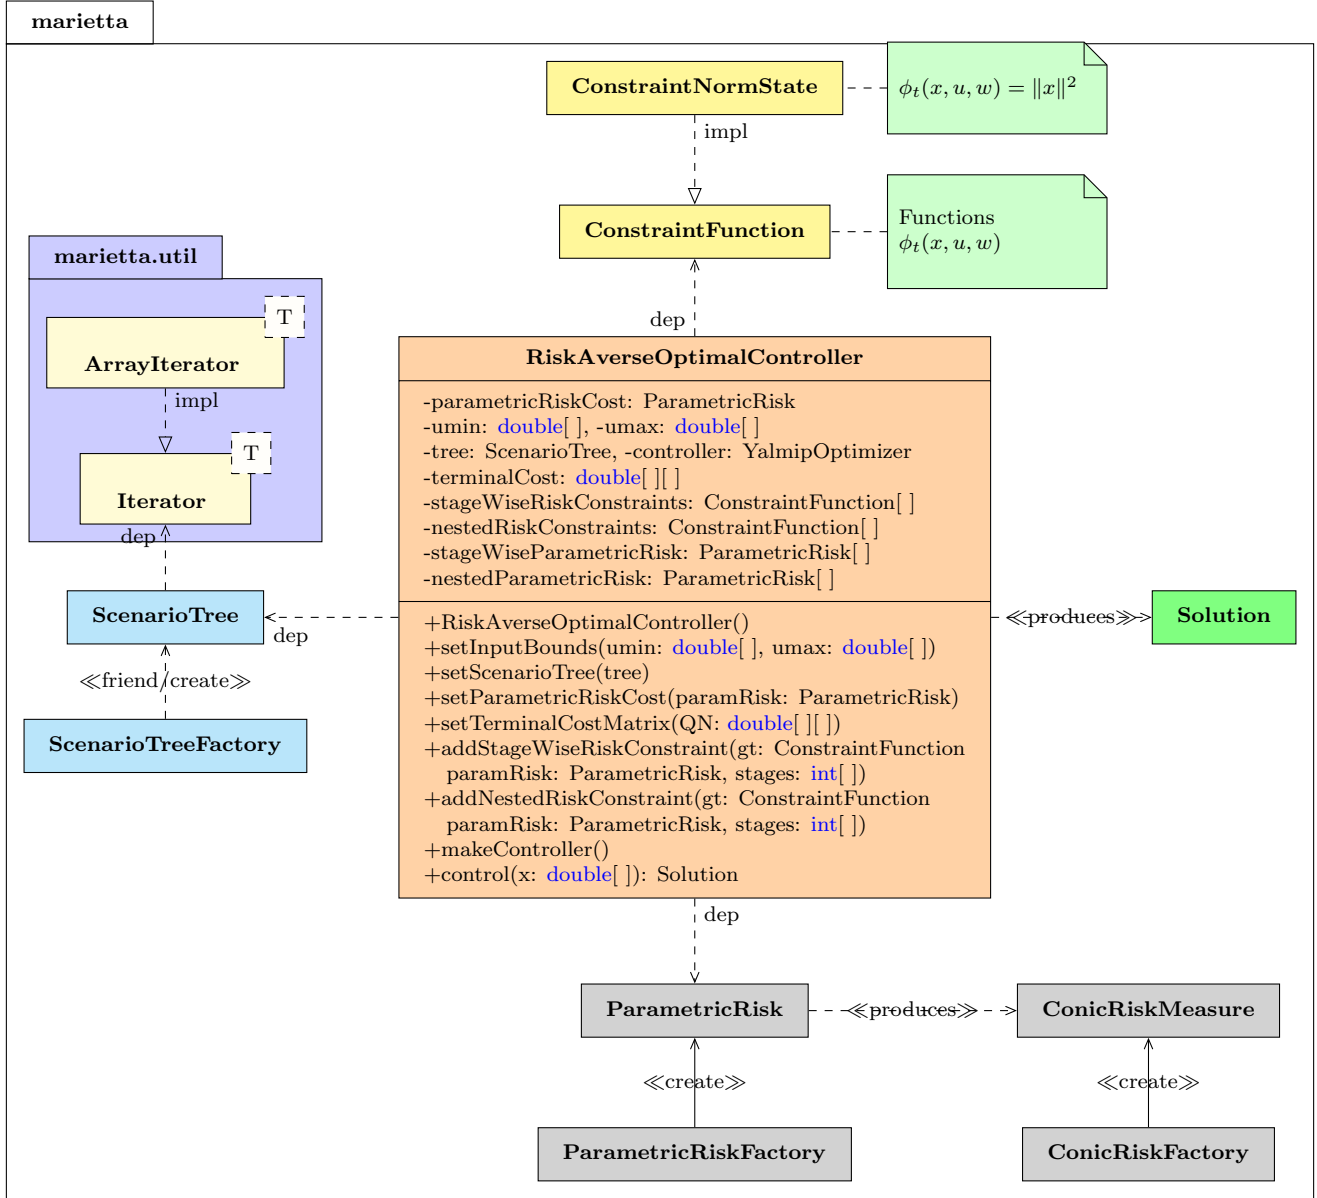 marietta
ConstraintNormState
ϕ_t(x, u, w) = ‖x‖²
impl
ConstraintFunction
Functions
ϕ_t(x, u, w)
dep
marietta.util
T
ArrayIterator
impl
T
Iterator
dep
ScenarioTree
dep
≪friend/create≫
ScenarioTreeFactory
RiskAverseOptimalController
-parametricRiskCost: ParametricRisk
-umin: double[ ], -umax: double[ ]
-tree: ScenarioTree, -controller: YalmipOptimizer
-terminalCost: double[ ][ ]
-stageWiseRiskConstraints: ConstraintFunction[ ]
-nestedRiskConstraints: ConstraintFunction[ ]
-stageWiseParametricRisk: ParametricRisk[ ]
-nestedParametricRisk: ParametricRisk[ ]
+RiskAverseOptimalController()
+setInputBounds(umin: double[ ], umax: double[ ])
+setScenarioTree(tree)
+setParametricRiskCost(paramRisk: ParametricRisk)
+setTerminalCostMatrix(QN: double[ ][ ])
+addStageWiseRiskConstraint(gt: ConstraintFunction
paramRisk: ParametricRisk, stages: int[ ])
+addNestedRiskConstraint(gt: ConstraintFunction
paramRisk: ParametricRisk, stages: int[ ])
+makeController()
+control(x: double[ ]): Solution
≪produces≫
Solution
dep
ParametricRisk
≪produces≫
ConicRiskMeasure
≪create≫
≪create≫
ParametricRiskFactory
ConicRiskFactory